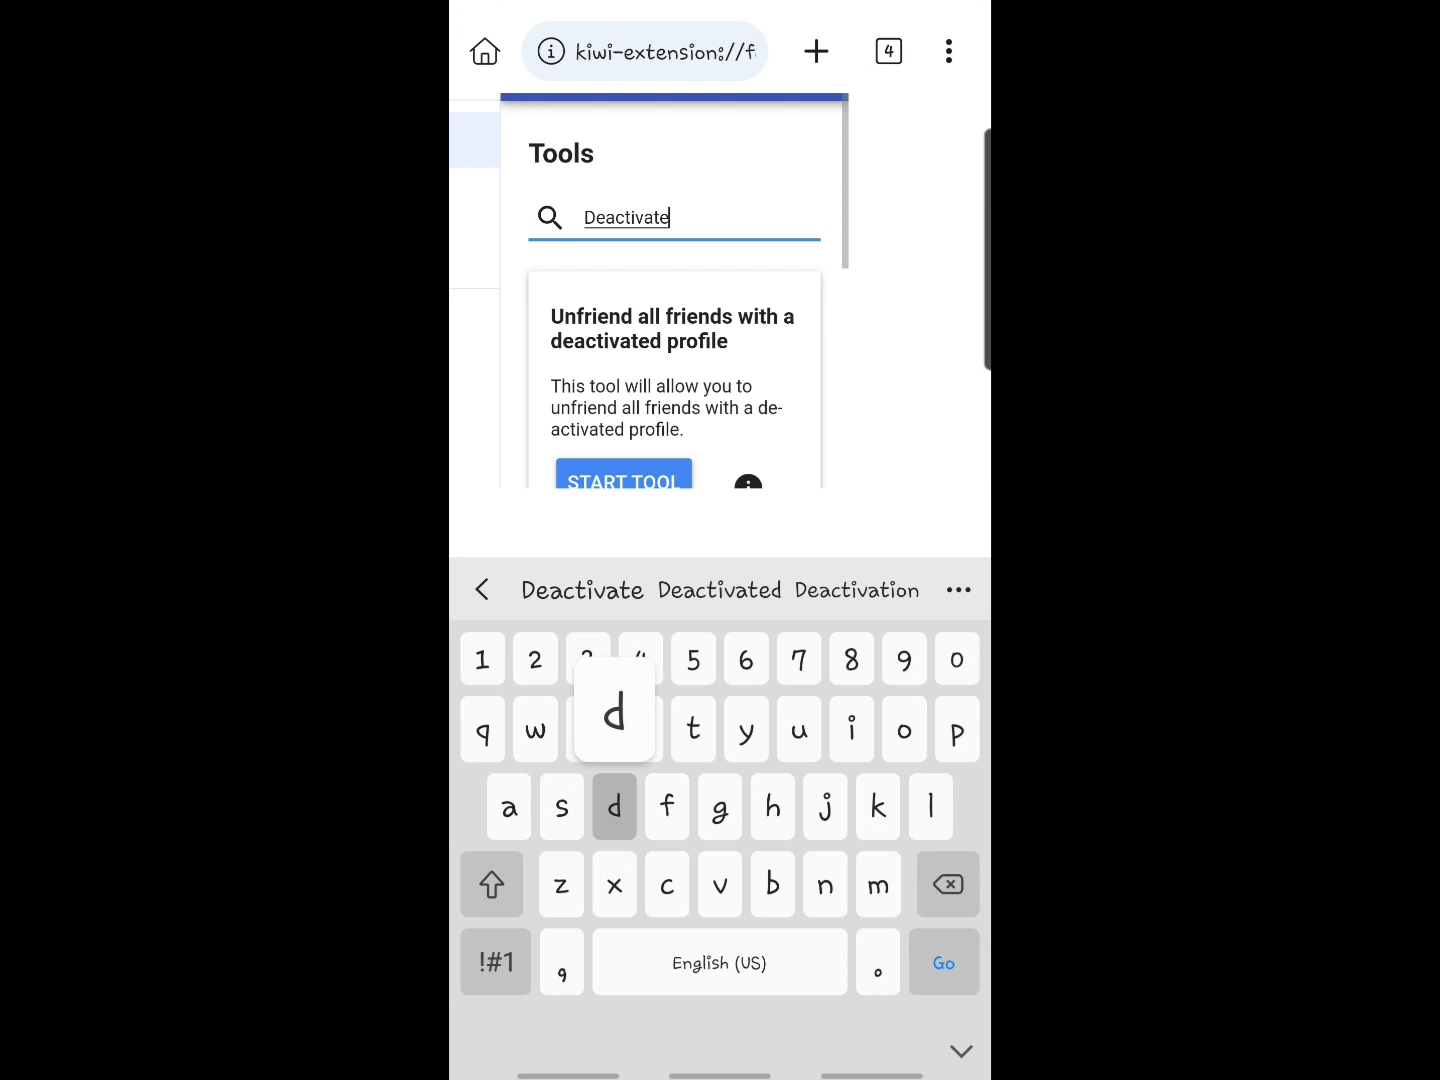 kiwi-extension://f
4
Tools
Deactivate
Unfriend all friends with a
deactivated profile
This tool will allow you to
unfriend all friends with a de-
activated profile.
START TOOL
Deactivate Deactivated Deactivation
1 2 5 6 7 8 9 0
q w d t y u i o p
a s d f g h j k l
z x c v b n m
!#1 , English (US) . Go